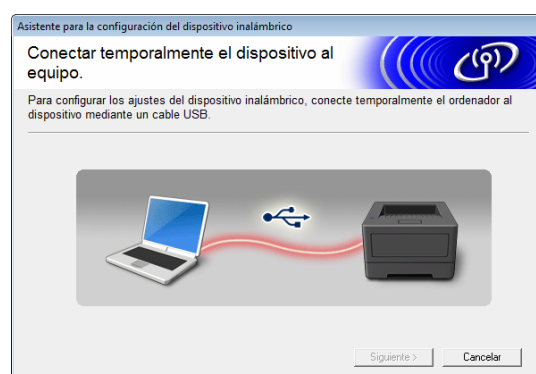 Asistente para la configuración del dispositivo inalámbrico
Conectar temporalmente el dispositivo al
equipo.
Para configurar los ajustes del dispositivo inalámbrico, conecte temporalmente el ordenador al
dispositivo mediante un cable USB.
Siguiente > Cancelar